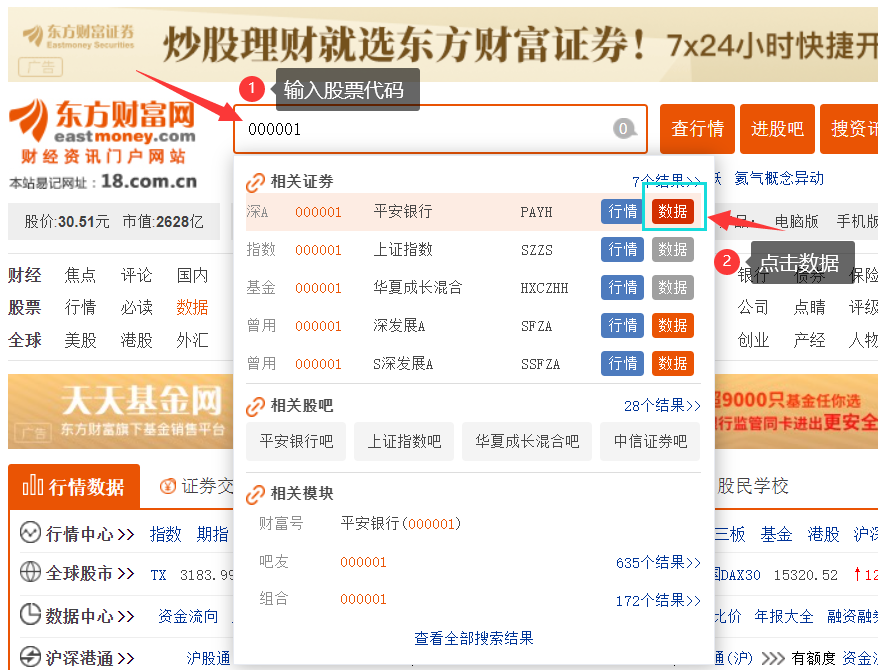 东方财富证券
Eastmoney Securities
广告
炒股理财就选东方财富证券！7x24小时快捷开
1 输入股票代码
东方财富网
eastmoney.com
财经资讯门户网站
本站易记网址：18.com.cn
000001 0
查行情 进股吧 搜资讯
相关证券 7个结果>>
氦气概念异动
股价:30.51元 市值:2628亿
深A 000001 平安银行 PAYH 行情 数据
指数 000001 上证指数 SZZS 行情 数据
基金 000001 华夏成长混合 HXCZHH 行情 数据
曾用 000001 深发展A SFZA 行情 数据
曾用 000001 S深发展A SSFZA 行情 数据
电脑版 手机版
2 点击数据
财经 焦点 评论 国内
股票 行情 必读 数据
全球 美股 港股 外汇
银行 债券 保险
公司 点睛 评级
创业 产经 人物
天天基金网
广告
东方财富旗下基金销售平台
超9000只基金任你选
银行监管同卡进出更安全
相关股吧 28个结果>>
平安银行吧 上证指数吧 华夏成长混合吧 中信证券吧
行情数据 证券交
股民学校
相关模块
财富号 平安银行(000001)
吧友 000001 635个结果>>
组合 000001 172个结果>>
查看全部搜索结果
行情中心>> 指数 期指
三板 基金 港股 沪深
全球股市>> TX 3183.99
国DAX30 15320.52 ↑12
数据中心>> 资金流向
比价 年报大全 融资融券
沪深港通>> 沪股通
通(沪) >>> 有额度 资金